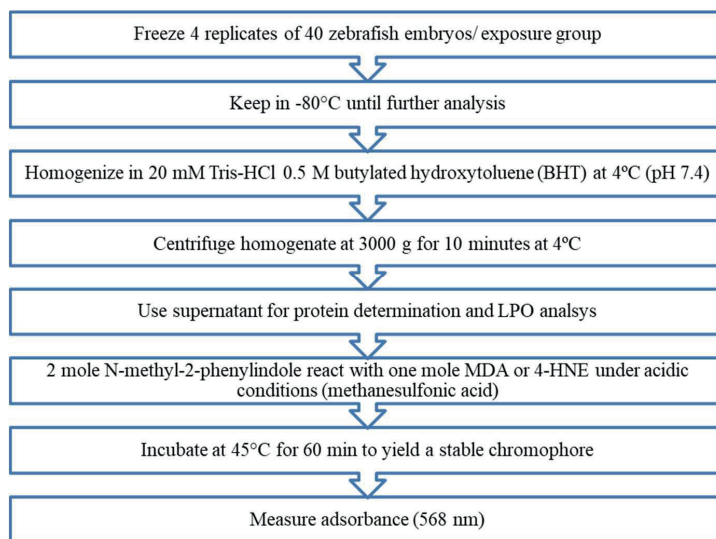 Freeze 4 replicates of 40 zebrafish embryos/ exposure group
Keep in -80°C until further analysis
Homogenize in 20 mM Tris-HCl 0.5 M butylated hydroxytoluene (BHT) at 4ºC (pH 7.4)
Centrifuge homogenate at 3000 g for 10 minutes at 4ºC
Use supernatant for protein determination and LPO analsys
2 mole N-methyl-2-phenylindole react with one mole MDA or 4-HNE under acidic
conditions (methanesulfonic acid)
Incubate at 45°C for 60 min to yield a stable chromophore
Measure adsorbance (568 nm)